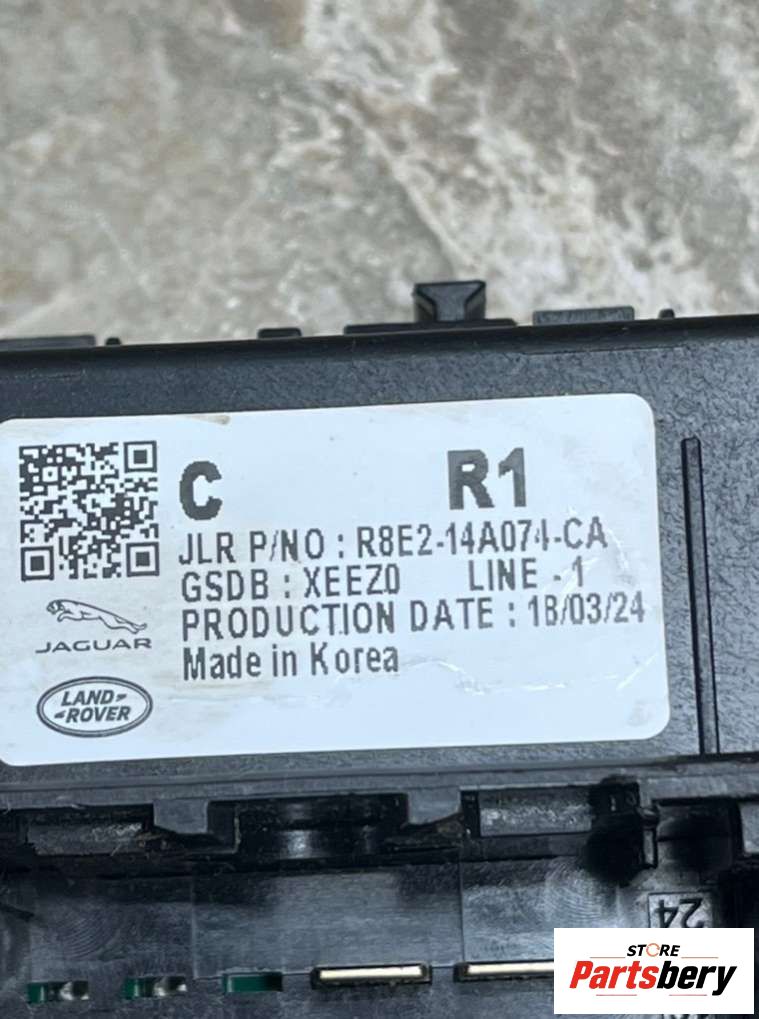 C R1
JLR P/NO : R8E2-14A074-CA
GSDB : XEEZ0 LINE - 1
PRODUCTION DATE : 18/03/24
Made in Korea
JAGUAR
LAND
ROVER
24
STORE
Partsbery